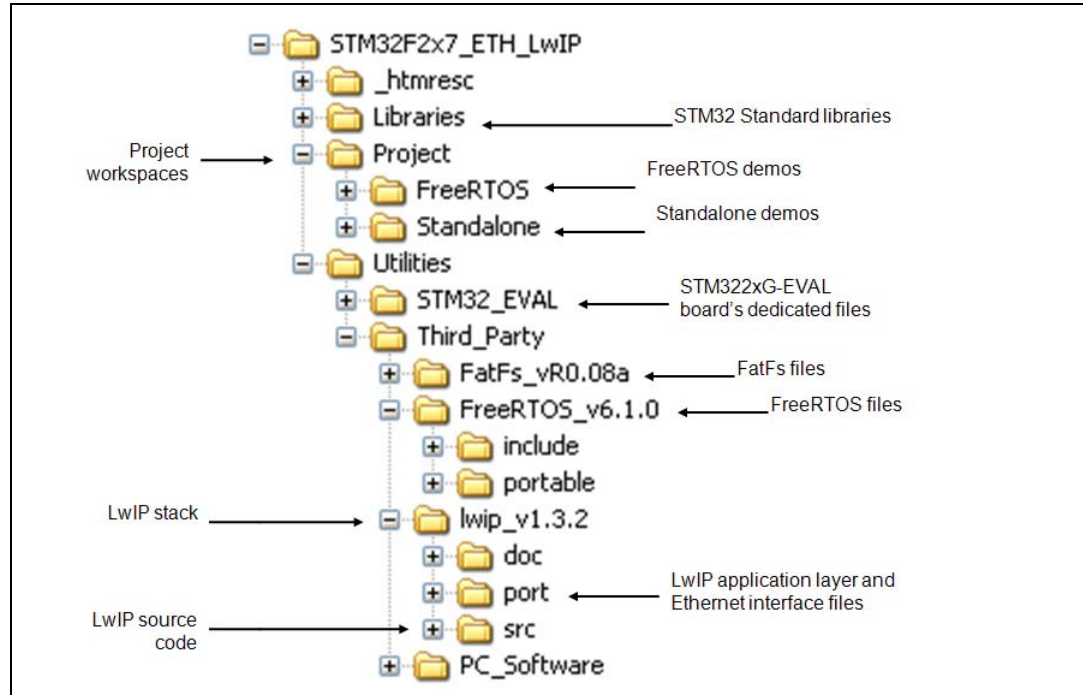 STM32F2x7_ETH_LwIP
_htmresc
Libraries
STM32 Standard libraries
Project
workspaces
Project
FreeRTOS demos
FreeRTOS
Standalone demos
Standalone
Utilities
STM32_EVAL
STM322xG-EVAL
board's dedicated files
Third_Party
FatFs_vR0.08a
FatFs files
FreeRTOS_v6.1.0
FreeRTOS files
include
portable
LwIP stack
lwip_v1.3.2
doc
port
LwIP application layer and
Ethernet interface files
LwIP source
code
src
PC_Software